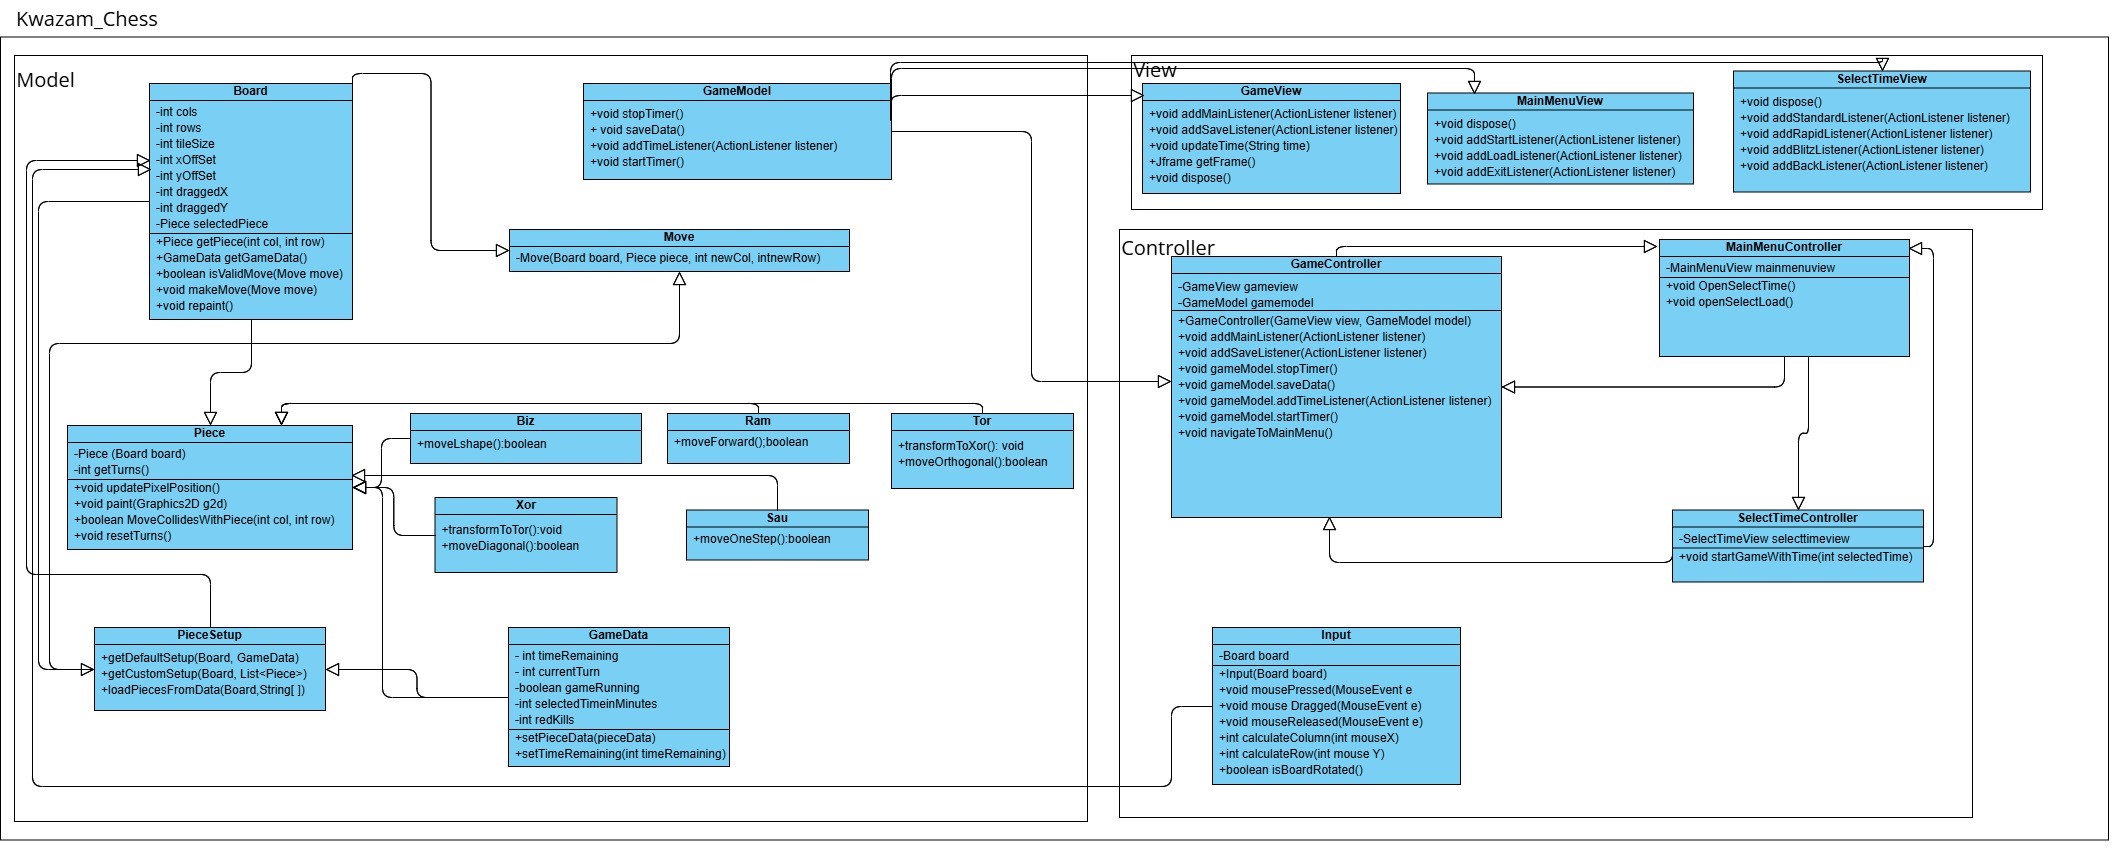 Kwazam_Chess
Model
Board
-int cols
-int rows
-int tileSize
-int xOffSet
-int yOffSet
-int draggedX
-int draggedY
-Piece selectedPiece
+Piece getPiece(int col, int row)
+GameData getGameData()
+boolean isValidMove(Move move)
+void makeMove(Move move)
+void repaint()
GameModel
+void stopTimer()
+ void saveData()
+void addTimeListener(ActionListener listener)
+void startTimer()
Move
-Move(Board board, Piece piece, int newCol, intnewRow)
Piece
-Piece (Board board)
-int getTurns()
+void updatePixelPosition()
+void paint(Graphics2D g2d)
+boolean MoveCollidesWithPiece(int col, int row)
+void resetTurns()
Biz
+moveLshape():boolean
Ram
+moveForward();boolean
Tor
+transformToXor(): void
+moveOrthogonal():boolean
Xor
+transformToTor():void
+moveDiagonal():boolean
Sau
+moveOneStep():boolean
PieceSetup
+getDefaultSetup(Board, GameData)
+getCustomSetup(Board, List<Piece>)
+loadPiecesFromData(Board,String[ ])
GameData
- int timeRemaining
- int currentTurn
-boolean gameRunning
-int selectedTimeinMinutes
-int redKills
+setPieceData(pieceData)
+setTimeRemaining(int timeRemaining)
View
GameView
+void addMainListener(ActionListener listener)
+void addSaveListener(ActionListener listener)
+void updateTime(String time)
+Jframe getFrame()
+void dispose()
MainMenuView
+void dispose()
+void addStartListener(ActionListener listener)
+void addLoadListener(ActionListener listener)
+void addExitListener(ActionListener listener)
SelectTimeView
+void dispose()
+void addStandardListener(ActionListener listener)
+void addRapidListener(ActionListener listener)
+void addBlitzListener(ActionListener listener)
+void addBackListener(ActionListener listener)
Controller
GameController
-GameView gameview
-GameModel gamemodel
+GameController(GameView view, GameModel model)
+void addMainListener(ActionListener listener)
+void addSaveListener(ActionListener listener)
+void gameModel.stopTimer()
+void gameModel.saveData()
+void gameModel.addTimeListener(ActionListener listener)
+void gameModel.startTimer()
+void navigateToMainMenu()
MainMenuController
-MainMenuView mainmenuview
+void OpenSelectTime()
+void openSelectLoad()
SelectTimeController
-SelectTimeView selecttimeview
+void startGameWithTime(int selectedTime)
Input
-Board board
+Input(Board board)
+void mousePressed(MouseEvent e
+void mouse Dragged(MouseEvent e)
+void mouseReleased(MouseEvent e)
+int calculateColumn(int mouseX)
+int calculateRow(int mouse Y)
+boolean isBoardRotated()